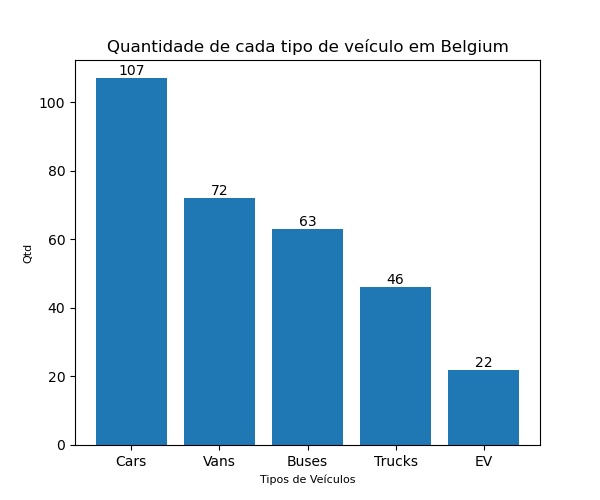 Quantidade de cada tipo de veículo em Belgium
107
100
80
72
63
60
46
40
22
20
0
Qtd
Cars Vans Buses Trucks EV
Tipos de Veículos